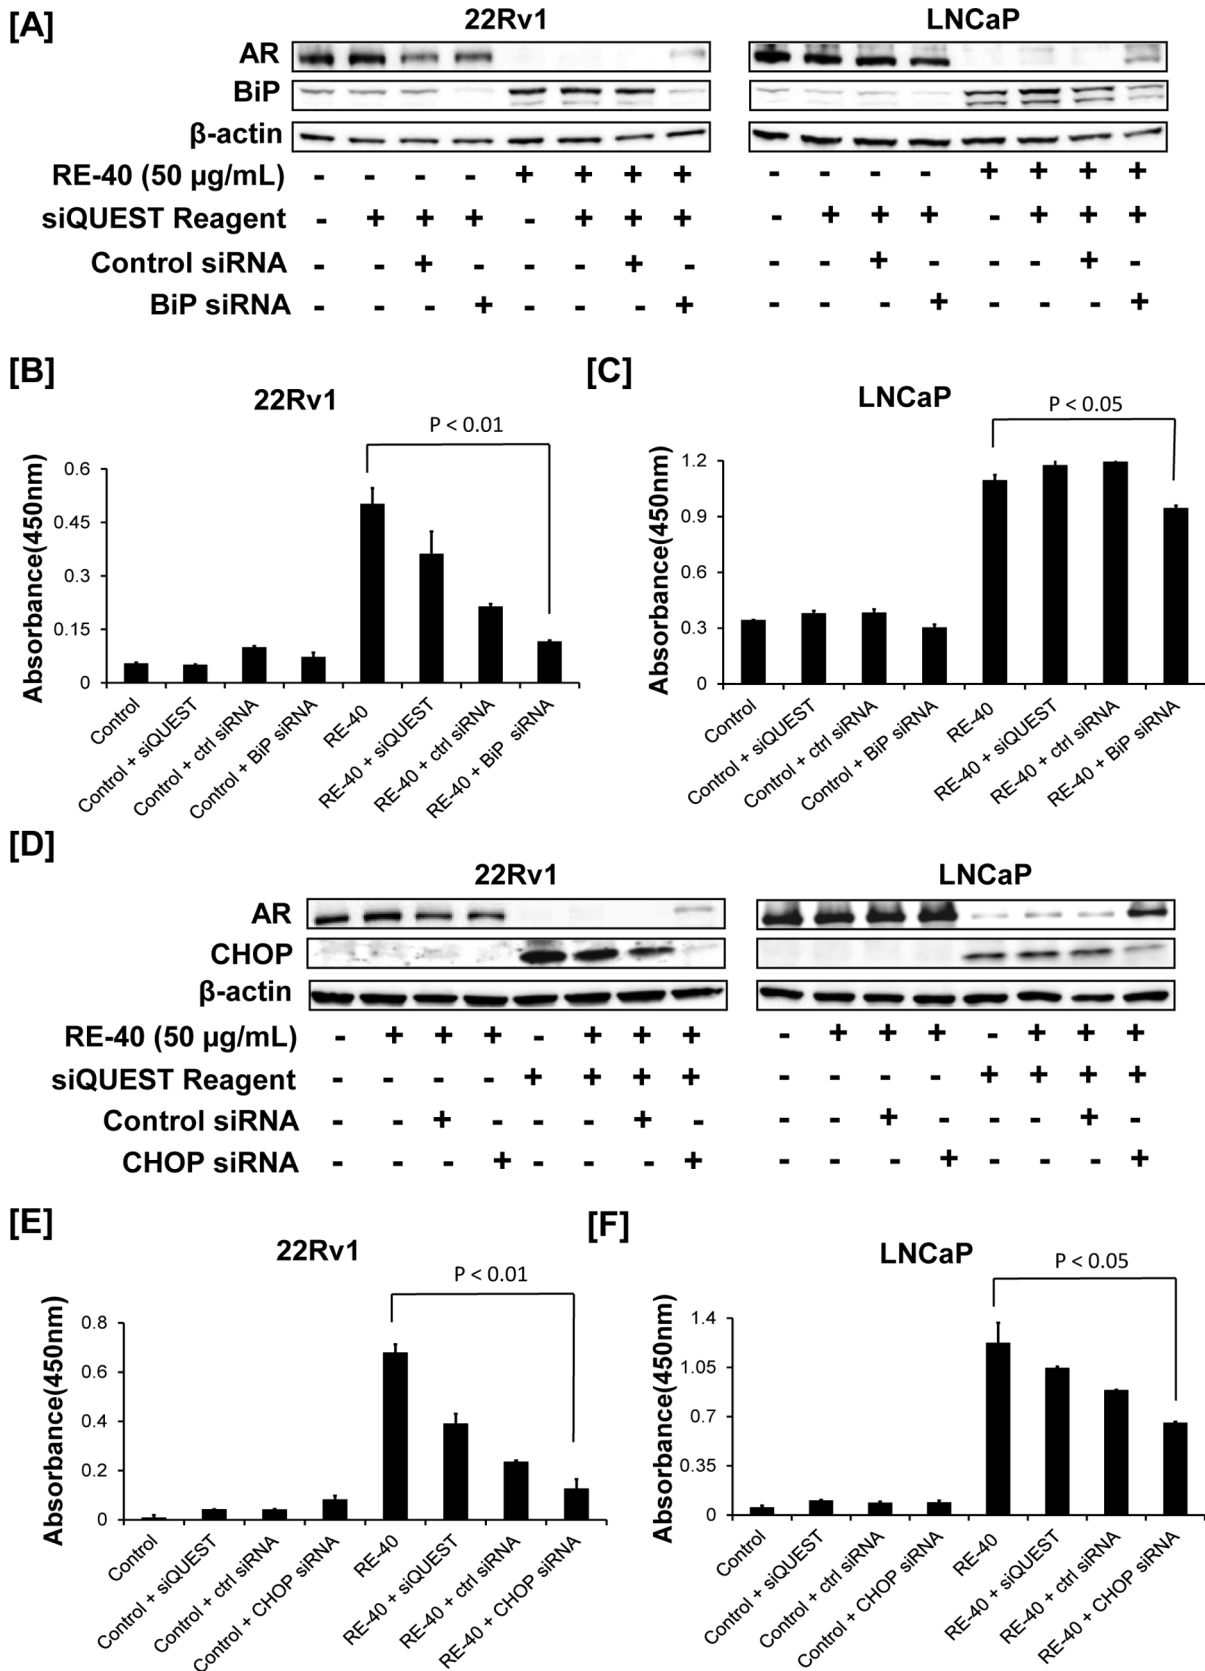 [A]
22Rv1 LNCaP
AR
BiP
β-actin
RE-40 (50 µg/mL) - - - - + + + + - - - - + + + +
siQUEST Reagent - + + + - + + + - + + + - + + +
Control siRNA - - + - - - + - - - + - - - + -
BiP siRNA - - - + - - - + - - - + - - - +
[B]
22Rv1
P < 0.01
Absorbance(450nm)
0.6
0.45
0.3
0.15
0
Control
Control + siQUEST
Control + ctrl siRNA
Control + BiP siRNA
RE-40
RE-40 + siQUEST
RE-40 + ctrl siRNA
RE-40 + BiP siRNA
[C]
LNCaP
P < 0.05
Absorbance(450nm)
1.2
0.9
0.6
0.3
0
Control
Control + siQUEST
Control + ctrl siRNA
Control + BiP siRNA
RE-40
RE-40 + siQUEST
RE-40 + ctrl siRNA
RE-40 + BiP siRNA
[D]
22Rv1 LNCaP
AR
CHOP
β-actin
RE-40 (50 µg/mL) - + + + - + + + - + + + - + + +
siQUEST Reagent - - - - + + + + - - - - + + + +
Control siRNA - - + - - - + - - - + - - - + -
CHOP siRNA - - - + - - - + - - - + - - - +
[E]
22Rv1
P < 0.01
Absorbance(450nm)
0.8
0.6
0.4
0.2
0
Control
Control + siQUEST
Control + ctrl siRNA
Control + CHOP siRNA
RE-40
RE-40 + siQUEST
RE-40 + ctrl siRNA
RE-40 + CHOP siRNA
[F]
LNCaP
P < 0.05
Absorbance(450nm)
1.4
1.05
0.7
0.35
0
Control
Control + siQUEST
Control + ctrl siRNA
Control + CHOP siRNA
RE-40
RE-40 + siQUEST
RE-40 + ctrl siRNA
RE-40 + CHOP siRNA